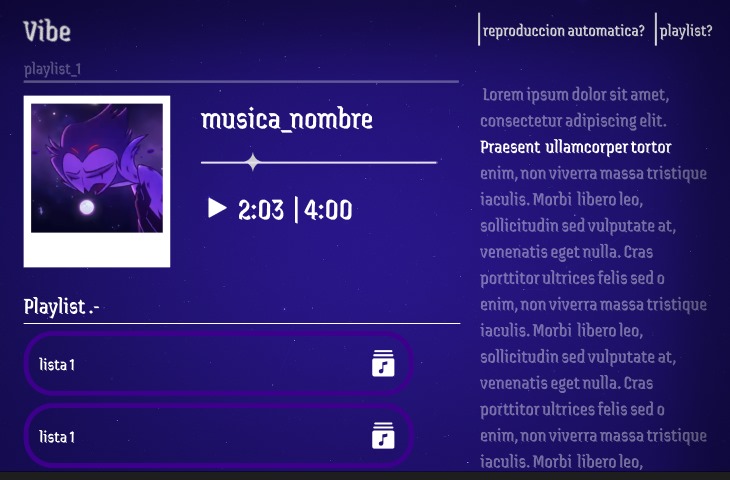 Vibe
reproduccion automatica?
playlist?
playlist_1
musica_nombre
2:03 | 4:00
Playlist .-
lista 1
lista 1
Lorem ipsum dolor sit amet,
consectetur adipiscing elit.
Praesent ullamcorper tortor
enim, non viverra massa tristique
iaculis. Morbi libero leo,
sollicitudin sed vulputate at,
venenatis eget nulla. Cras
porttitor ultrices felis sed o
enim, non viverra massa tristique
iaculis. Morbi libero leo,
sollicitudin sed vulputate at,
venenatis eget nulla. Cras
porttitor ultrices felis sed o
enim, non viverra massa tristique
iaculis. Morbi libero leo,